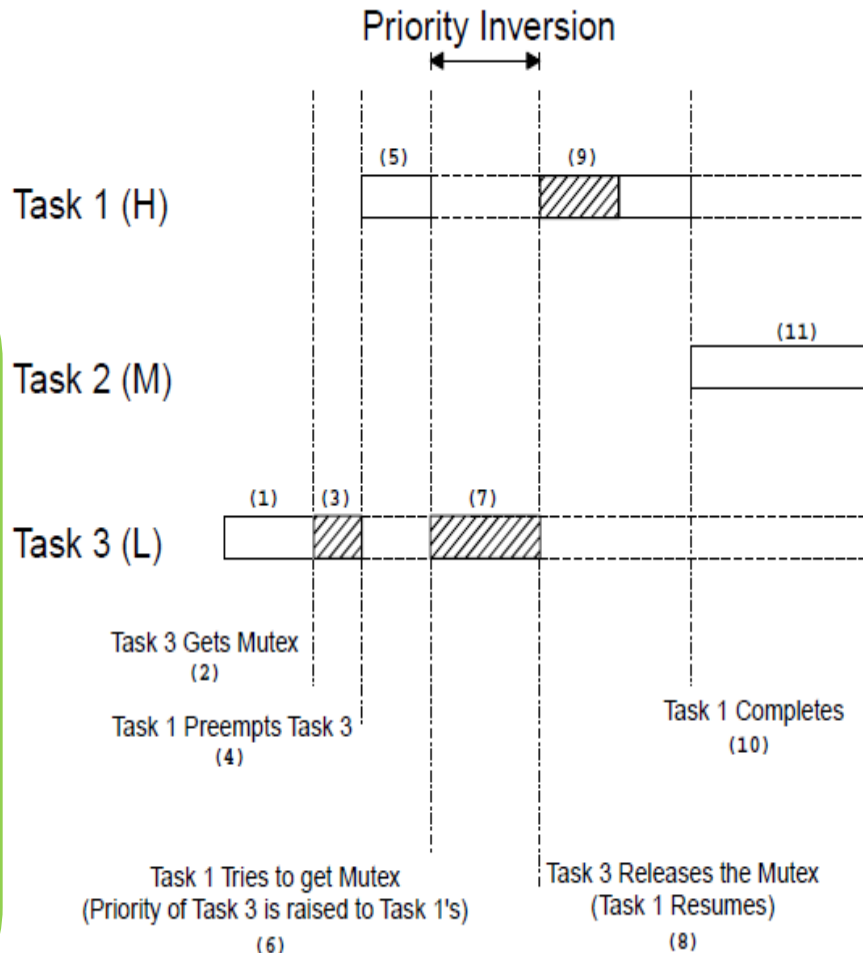 Priority Inversion
(5)
(9)
Task 1 (H)
(11)
Task 2 (M)
(1)
(3)
(7)
Task 3 (L)
Task 3 Gets Mutex
(2)
Task 1 Preempts Task 3
(4)
Task 1 Completes
(10)
Task 1 Tries to get Mutex
(Priority of Task 3 is raised to Task 1's)
(6)
Task 3 Releases the Mutex
(Task 1 Resumes)
(8)